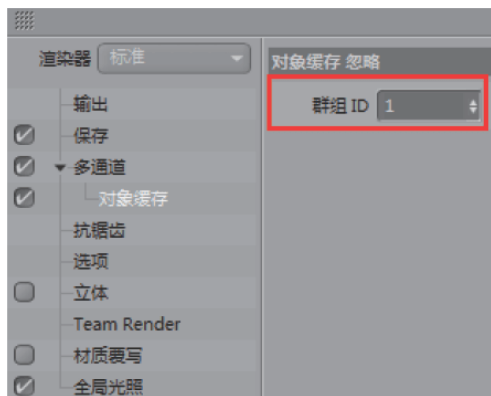 渲染器 标准
输出
保存
多通道
对象缓存
抗锯齿
选项
立体
Team Render
材质覆写
全局光照
对象缓存 忽略
群组 ID 1